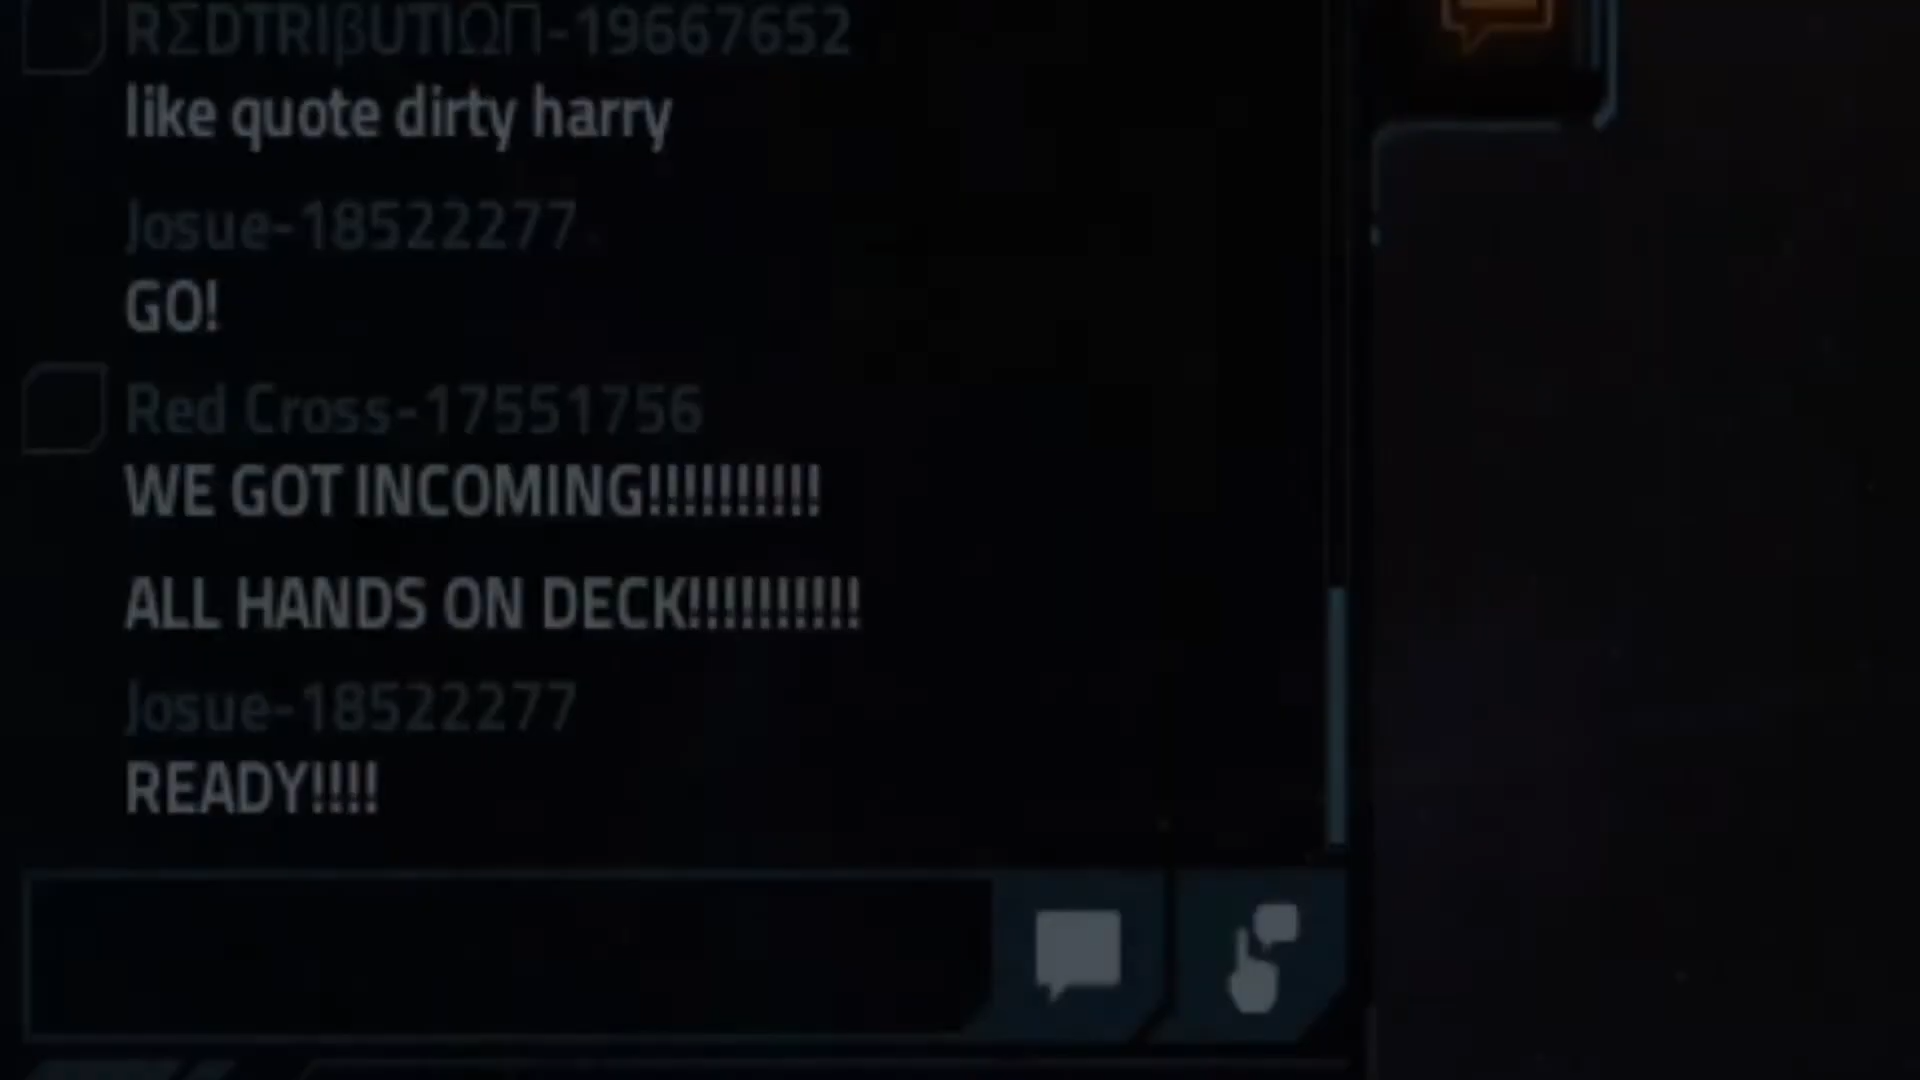 RΣDTRIβUTIΩΠ-19667652
like quote dirty harry
Josue-18522277
GO!
Red Cross-17551756
WE GOT INCOMING!!!!!!!!!!
ALL HANDS ON DECK!!!!!!!!!!
Josue-18522277
READY!!!!